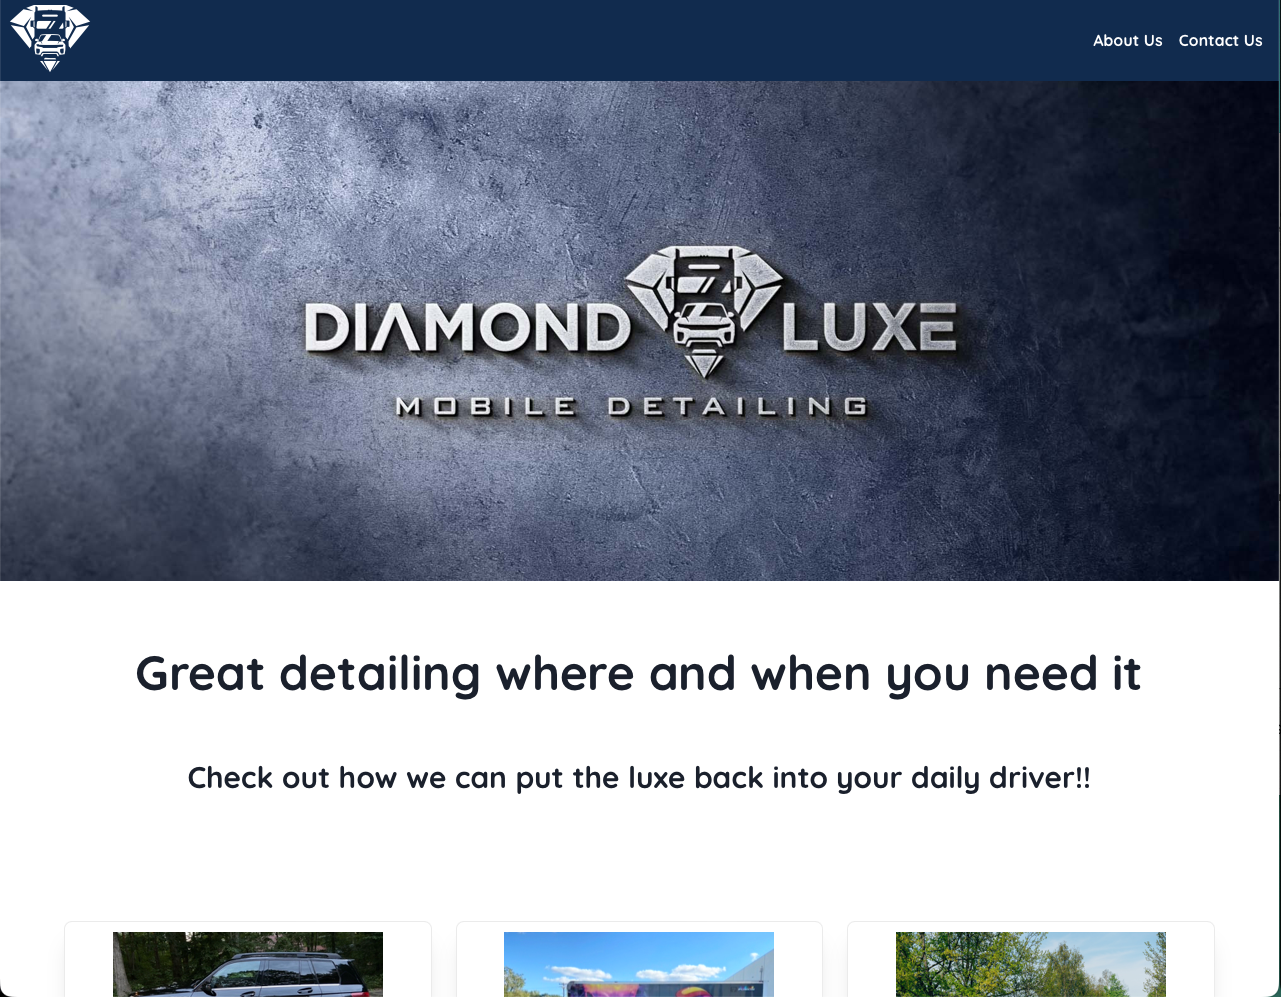 About Us Contact Us
DIAMOND LUXE
MOBILE DETAILING
Great detailing where and when you need it
Check out how we can put the luxe back into your daily driver!!